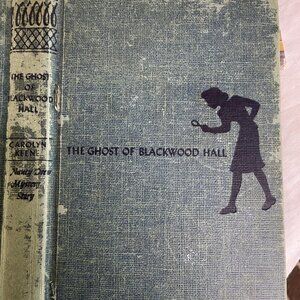 THE GHOST
OF
BLACKWOOD
HALL
CAROLYN
KEENE
Nancy Drew
Mystery
Story
THE GHOST OF BLACKWOOD HALL